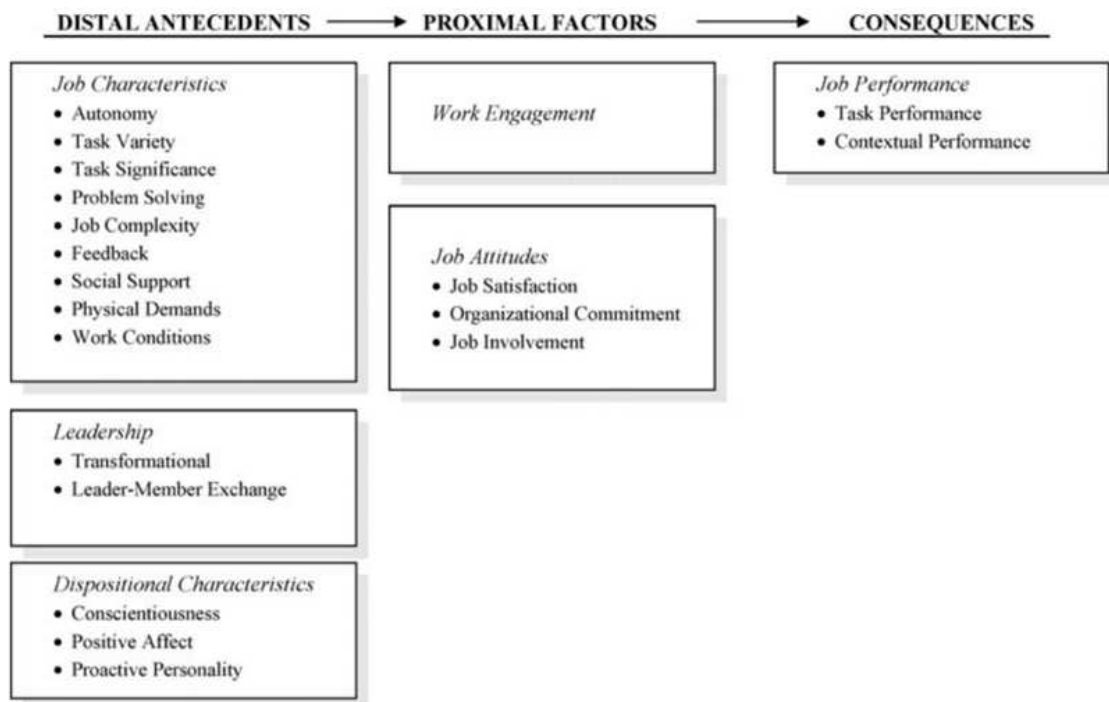 DISTAL ANTECEDENTS
PROXIMAL FACTORS
CONSEQUENCES
Job Characteristics
• Autonomy
• Task Variety
• Task Significance
• Problem Solving
• Job Complexity
• Feedback
• Social Support
• Physical Demands
• Work Conditions
Leadership
• Transformational
• Leader-Member Exchange
Dispositional Characteristics
• Conscientiousness
• Positive Affect
• Proactive Personality
Work Engagement
Job Attitudes
• Job Satisfaction
• Organizational Commitment
• Job Involvement
Job Performance
• Task Performance
• Contextual Performance